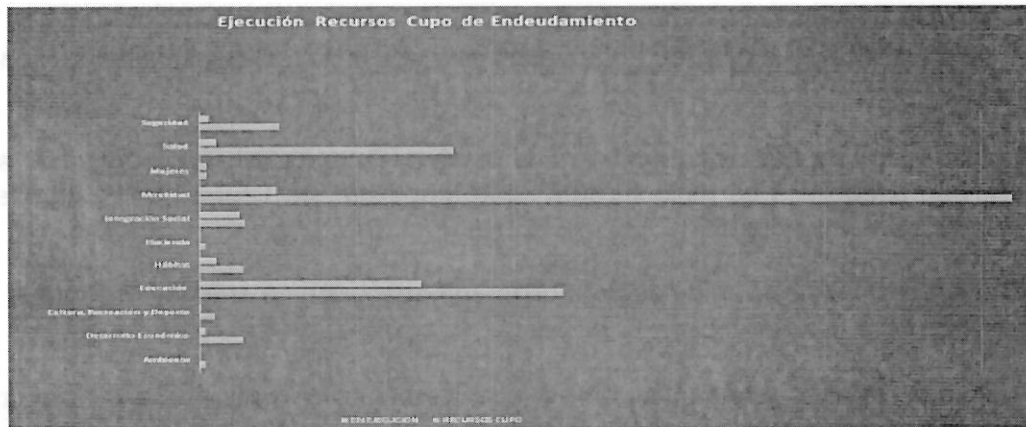 Ejecución Recursos Cupo de Endeudamiento
Seguridad
Salud
Mujeres
Movilidad
Integración Social
Hacienda
Hábitat
Educación
Cultura, Recreación y Deporte
Desarrollo Económico
Ambiente
EN EJECUCION RECURSOS CUPO